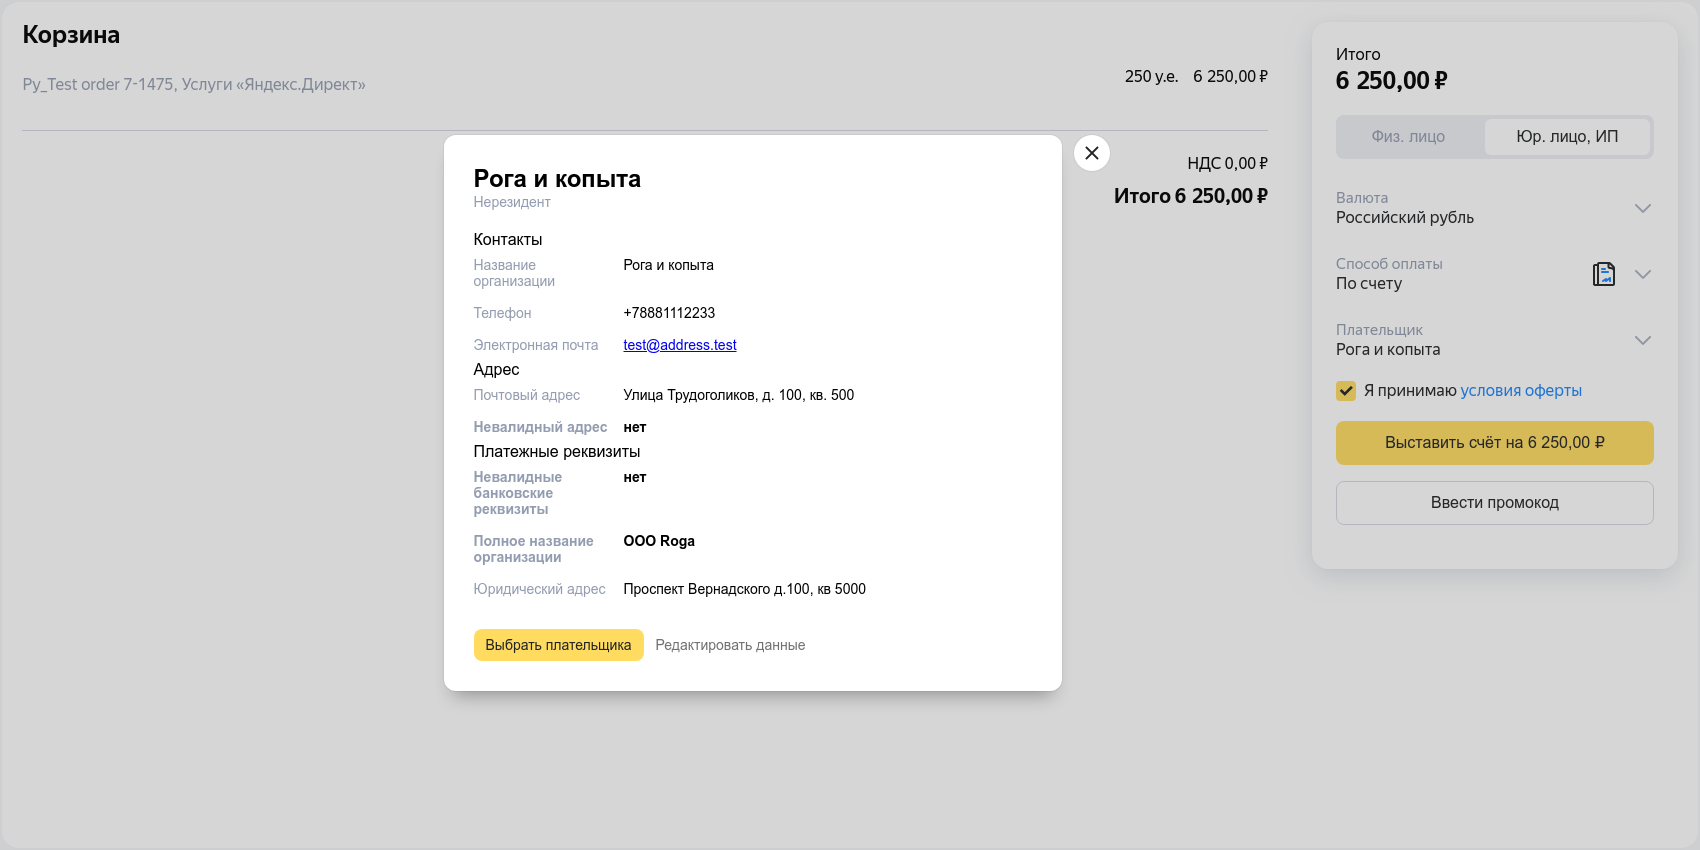 Корзина
Py_Test order 7-1475, Услуги «Яндекс.Директ»
250 у.е. 6 250,00 ₽
НДС 0,00 ₽
Итого 6 250,00 ₽
Рога и копыта
Нерезидент
Контакты
Название
организации
Рога и копыта
Телефон
+78881112233
Электронная почта
test@address.test
Адрес
Почтовый адрес
Улица Трудоголиков, д. 100, кв. 500
Невалидный адрес
нет
Платежные реквизиты
Невалидные
банковские
реквизиты
нет
Полное название
организации
ООО Roga
Юридический адрес
Проспект Вернадского д.100, кв 5000
Выбрать плательщика
Редактировать данные
Итого
6 250,00 ₽
Физ. лицо
Юр. лицо, ИП
Валюта
Российский рубль
Способ оплаты
По счету
Плательщик
Рога и копыта
Я принимаю условия оферты
Выставить счёт на 6 250,00 ₽
Ввести промокод